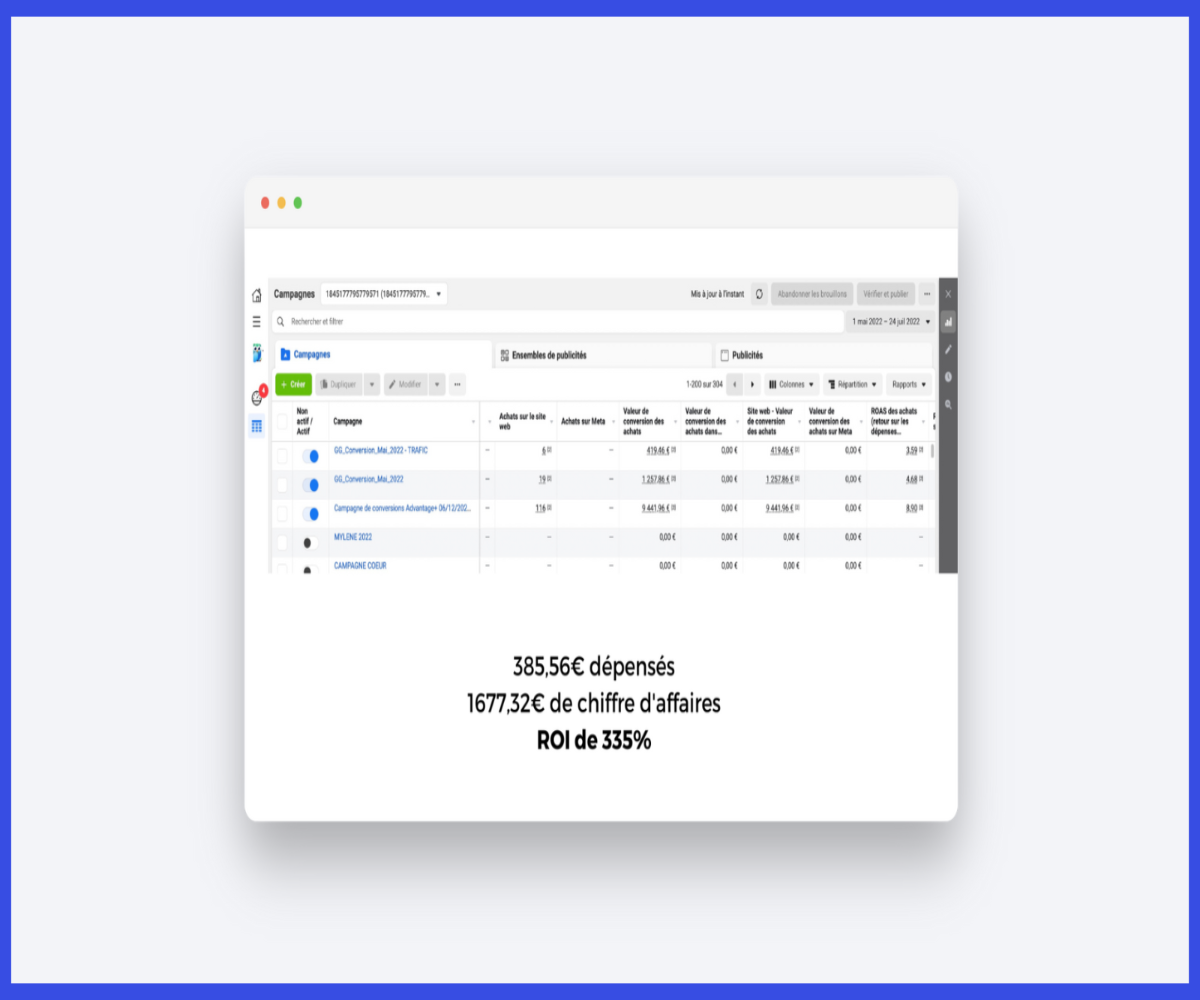 Campagnes 1845177795779571 (1845177795779... Mis à jour à l'instant Abandonner les brouillons Vérifier et publier
Rechercher et filtrer 1 mai 2022 – 24 juil 2022
Campagnes Ensembles de publicités Publicités
+ Créer Dupliquer Modifier 1-200 sur 304 Colonnes Répartition Rapports
4
Non actif / Actif Campagne Achats sur le site web Achats sur Meta Valeur de conversion des achats Valeur de conversion des achats dans... Site web - Valeur de conversion des achats Valeur de conversion des achats sur Meta ROAS des achats (retour sur les dépenses...
GG_Conversion_Mai_2022 - TRAFIC – 6 – 419,46 € 0,00 € 419,46 € 0,00 € 3,59
GG_Conversion_Mai_2022 – 19 – 1 257,86 € 0,00 € 1 257,86 € 0,00 € 4,68
Campagne de conversions Advantage+ 06/12/202... – 116 – 9 441,96 € 0,00 € 9 441,96 € 0,00 € 8,90
MYLENE 2022 – – – 0,00 € 0,00 € 0,00 € 0,00 € –
CAMPAGNE COEUR – – – 0,00 € 0,00 € 0,00 € 0,00 € –
385,56€ dépensés
1677,32€ de chiffre d'affaires
ROI de 335%